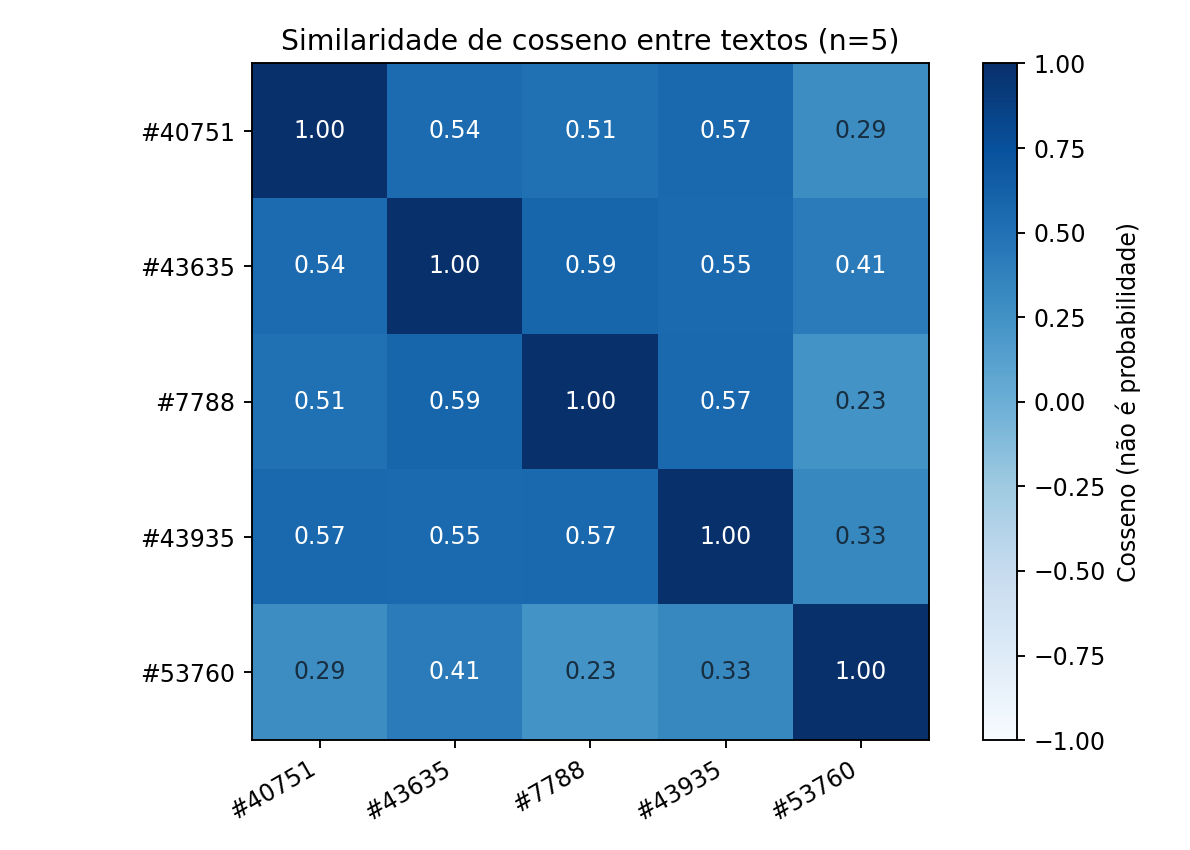 Similaridade de cosseno entre textos (n=5)
#40751 1.00 0.54 0.51 0.57 0.29
#43635 0.54 1.00 0.59 0.55 0.41
#7788 0.51 0.59 1.00 0.57 0.23
#43935 0.57 0.55 0.57 1.00 0.33
#53760 0.29 0.41 0.23 0.33 1.00
#40751 #43635 #7788 #43935 #53760
1.00
0.75
0.50
0.25
0.00
−0.25
−0.50
−0.75
−1.00
Cosseno (não é probabilidade)